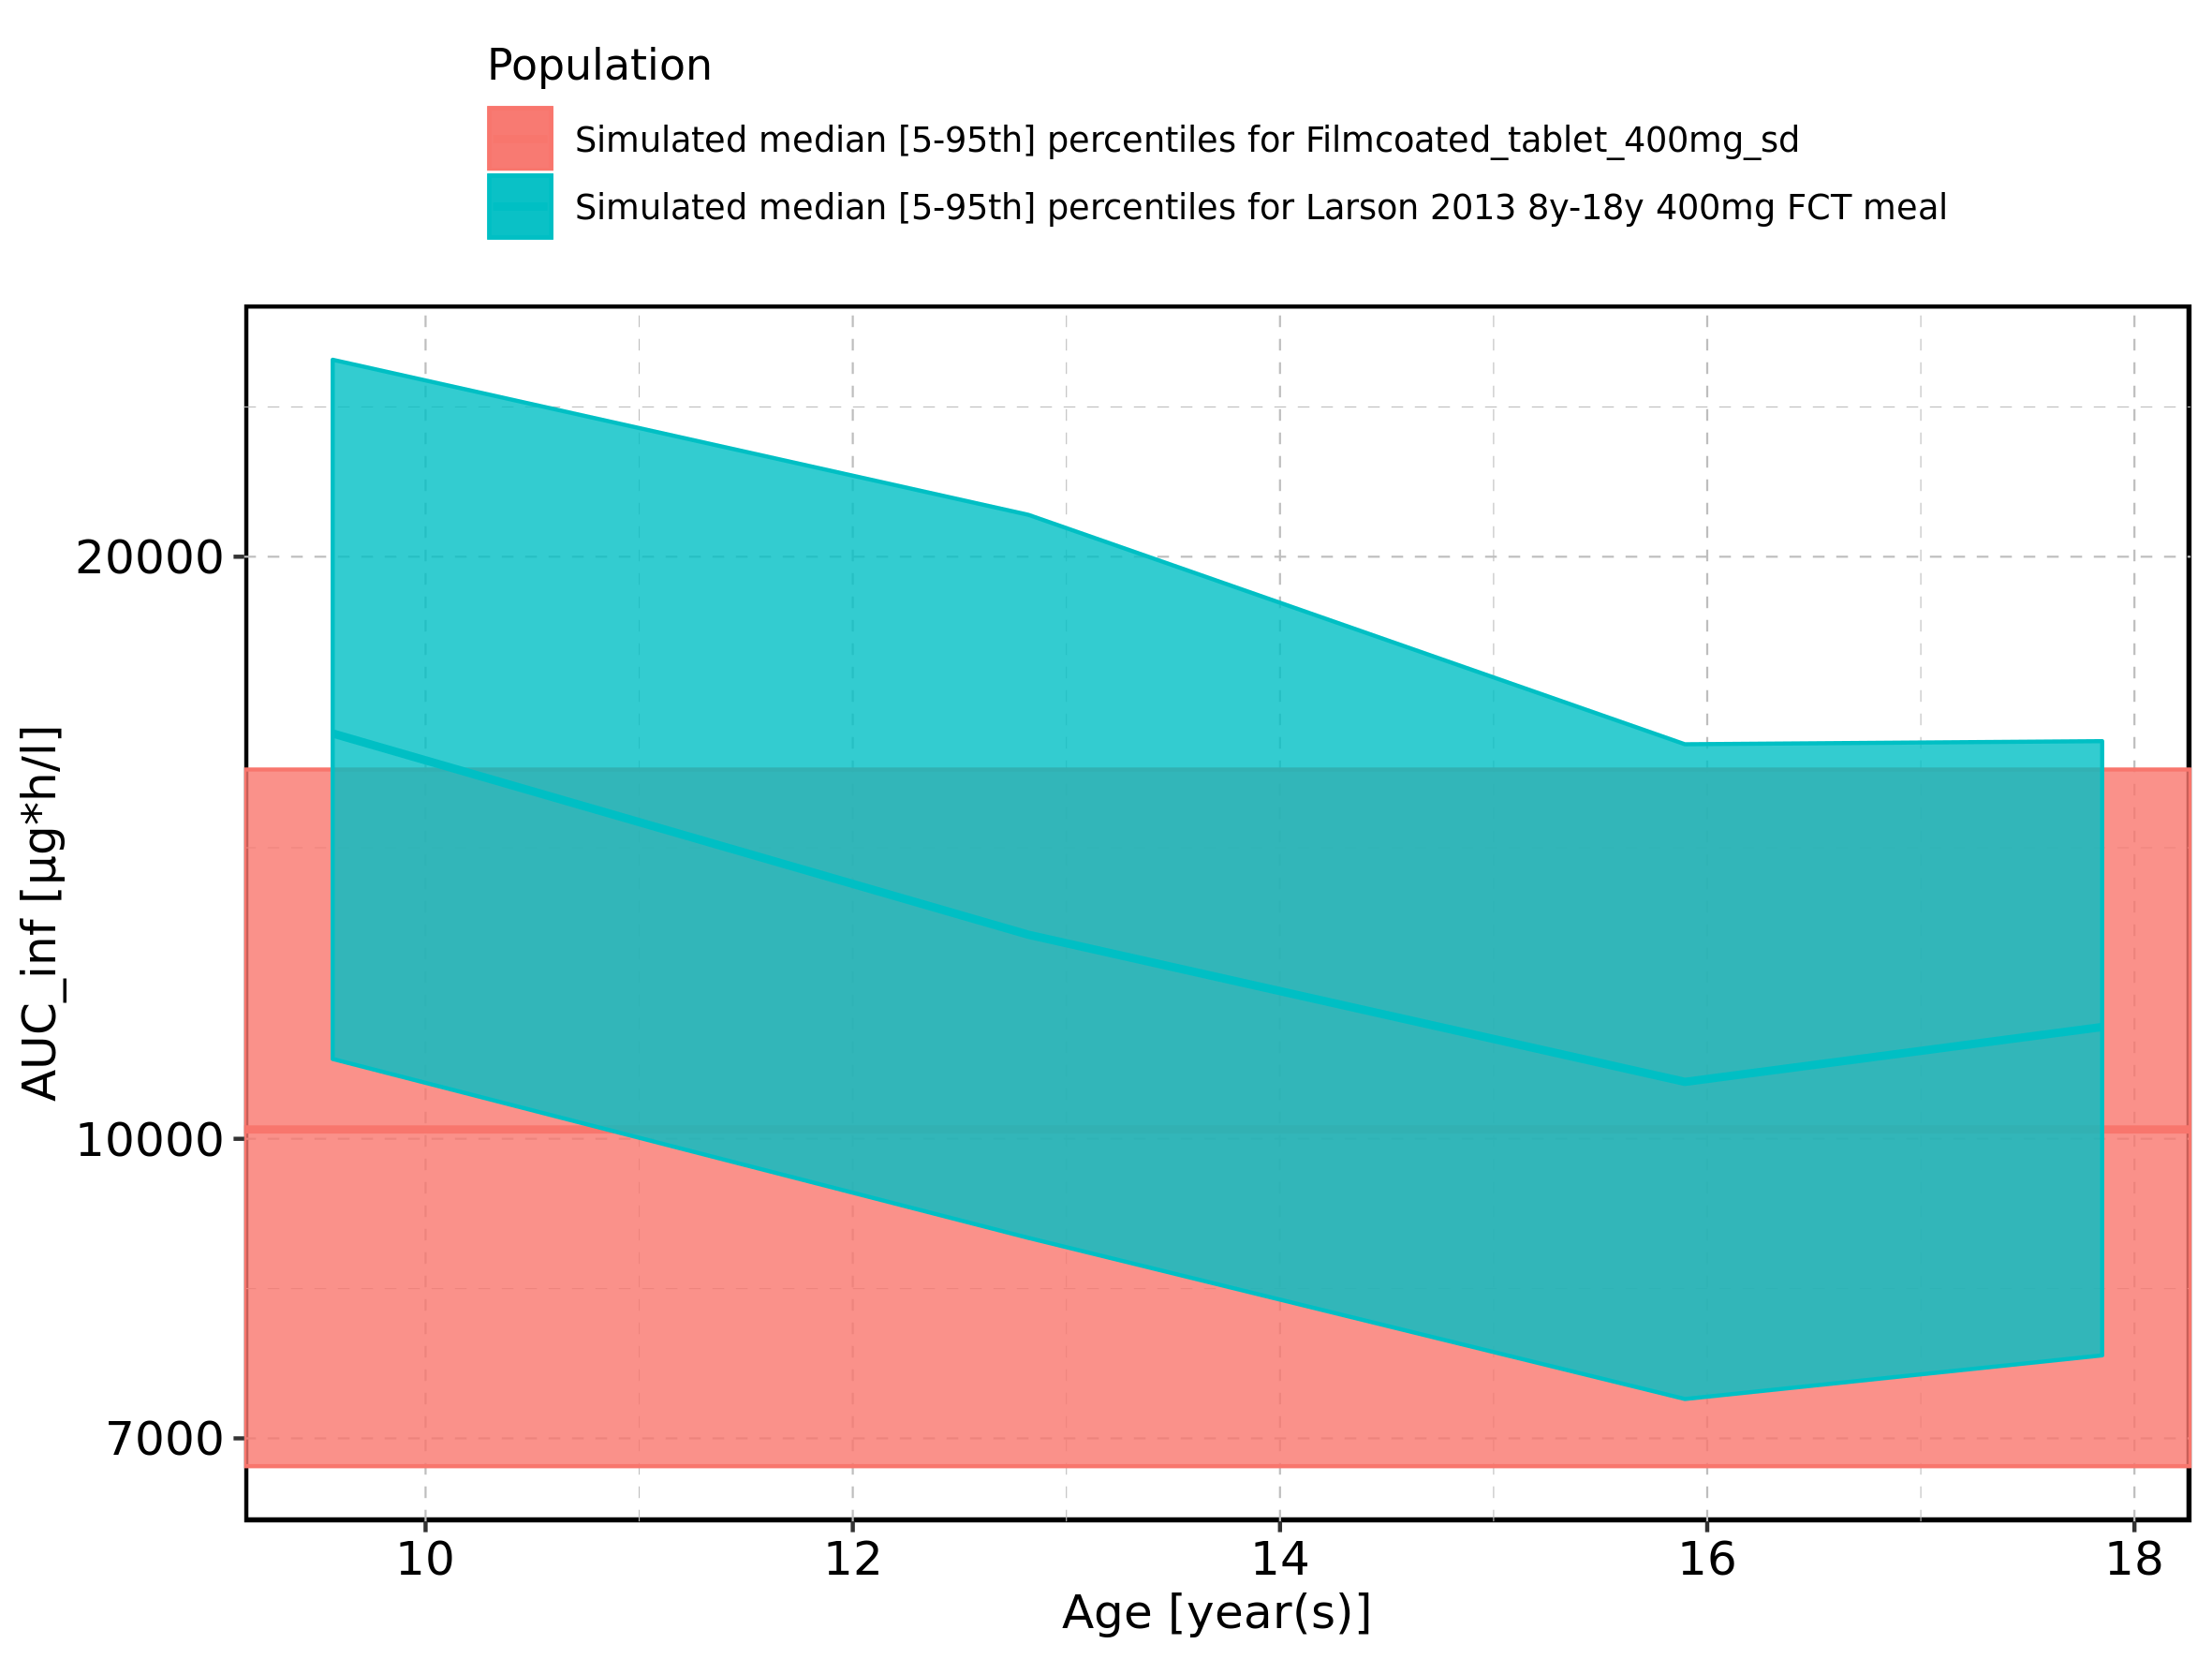 Population
Simulated median [5-95th] percentiles for Filmcoated_tablet_400mg_sd
Simulated median [5-95th] percentiles for Larson 2013 8y-18y 400mg FCT meal
AUC_inf [µg*h/l]
20000
10000
7000
10 12 14 16 18
Age [year(s)]